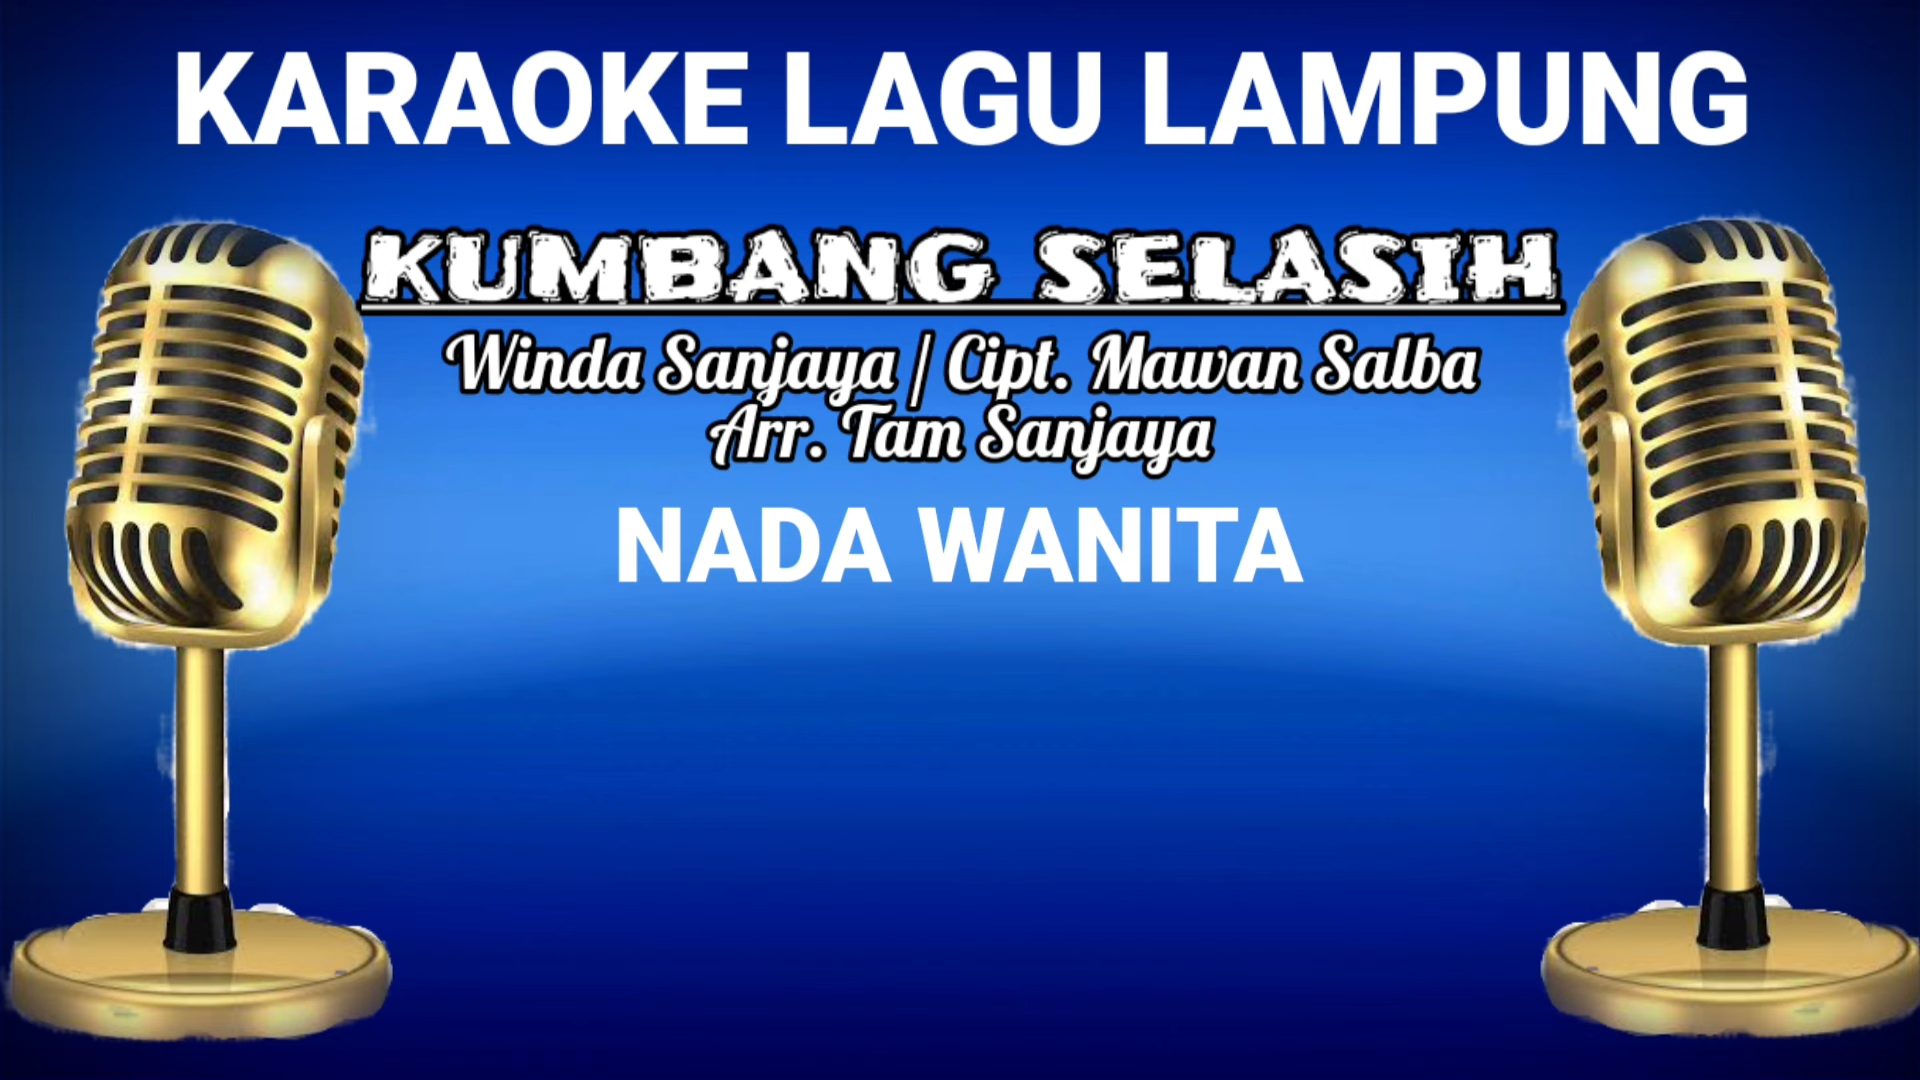 KARAOKE LAGU LAMPUNG
KUMBANG SELASIH
Winda Sanjaya / Cipt. Mawan Salba
Arr. Tam Sanjaya
NADA WANITA